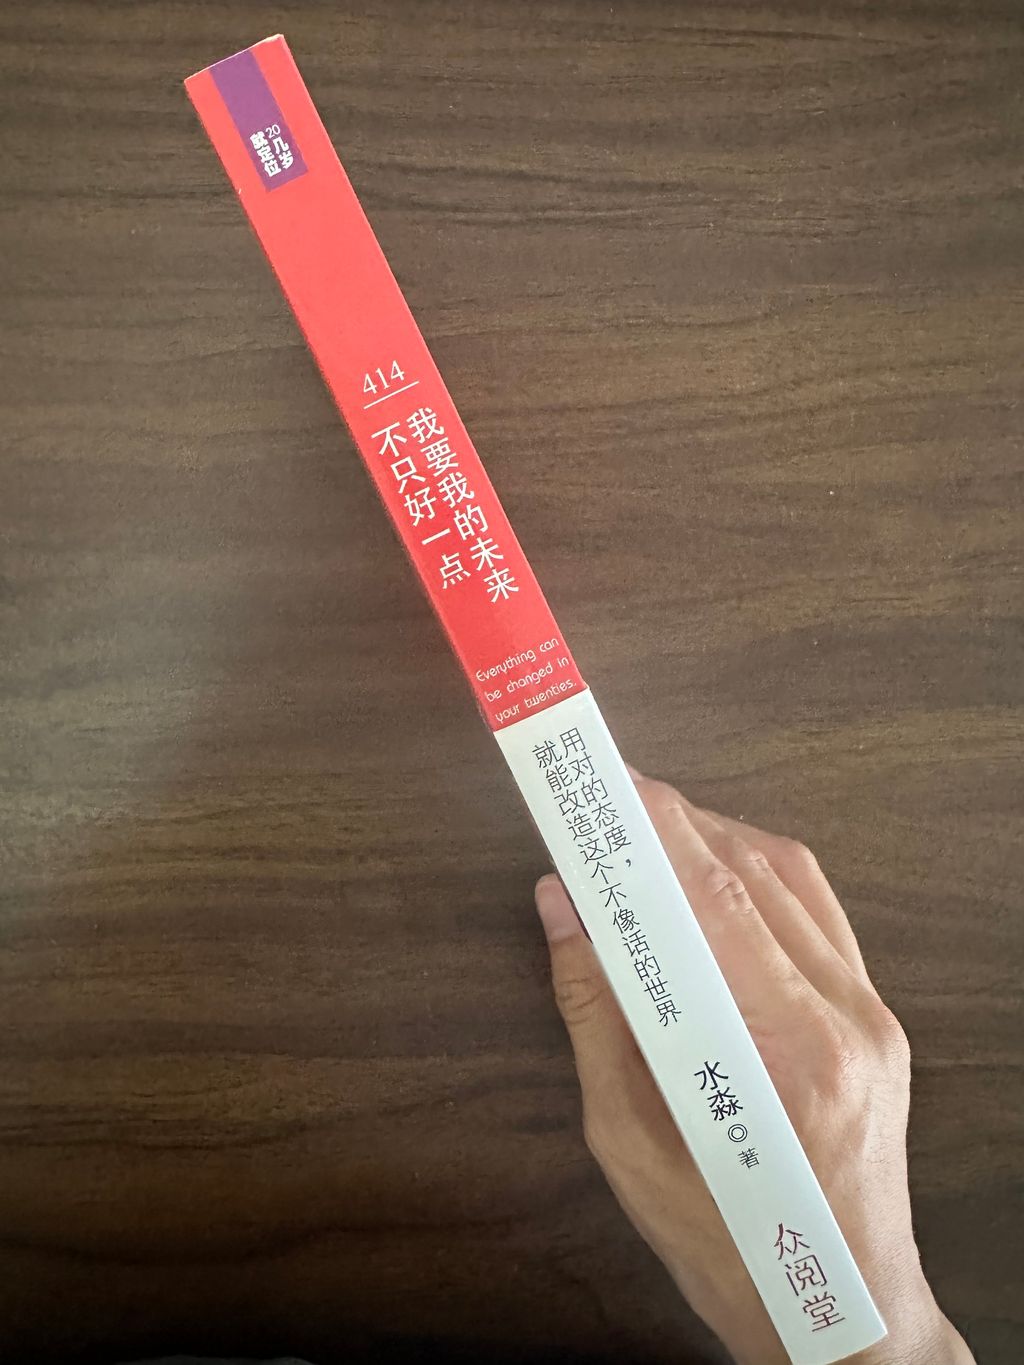 20几岁
就定位
414
我要我的未来
不只好一点
Everything can
be changed in
your twenties.
用对的态度，
就能改造这个不像话的世界
水淼◎著
众阅堂